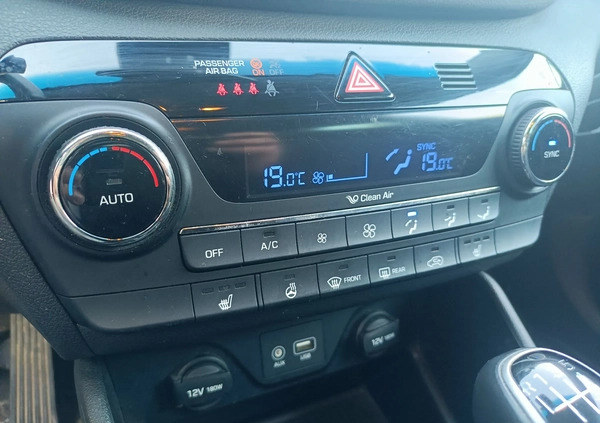 PASSENGER
AIR BAG
ON
OFF
SYNC
19.0°C
19.0°C
Clean Air
AUTO
SYNC
OFF
A/C
FRONT
REAR
AUX
USB
12V 180W
12V